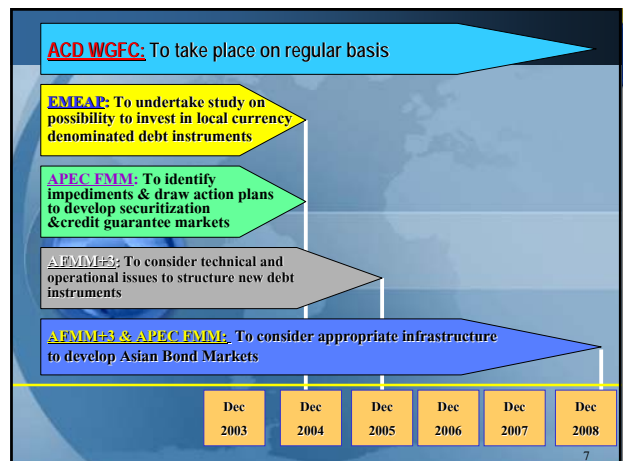 ACD WGFC: To take place on regular basis
EMEAP: To undertake study on
possibility to invest in local currency
denominated debt instruments
APEC FMM: To identify
impediments & draw action plans
to develop securitization
&credit guarantee markets
AFMM+3: To consider technical and
operational issues to structure new debt
instruments
AFMM+3 & APEC FMM: To consider appropriate infrastructure
to develop Asian Bond Markets
Dec Dec Dec Dec Dec Dec
2003 2004 2005 2006 2007 2008
7